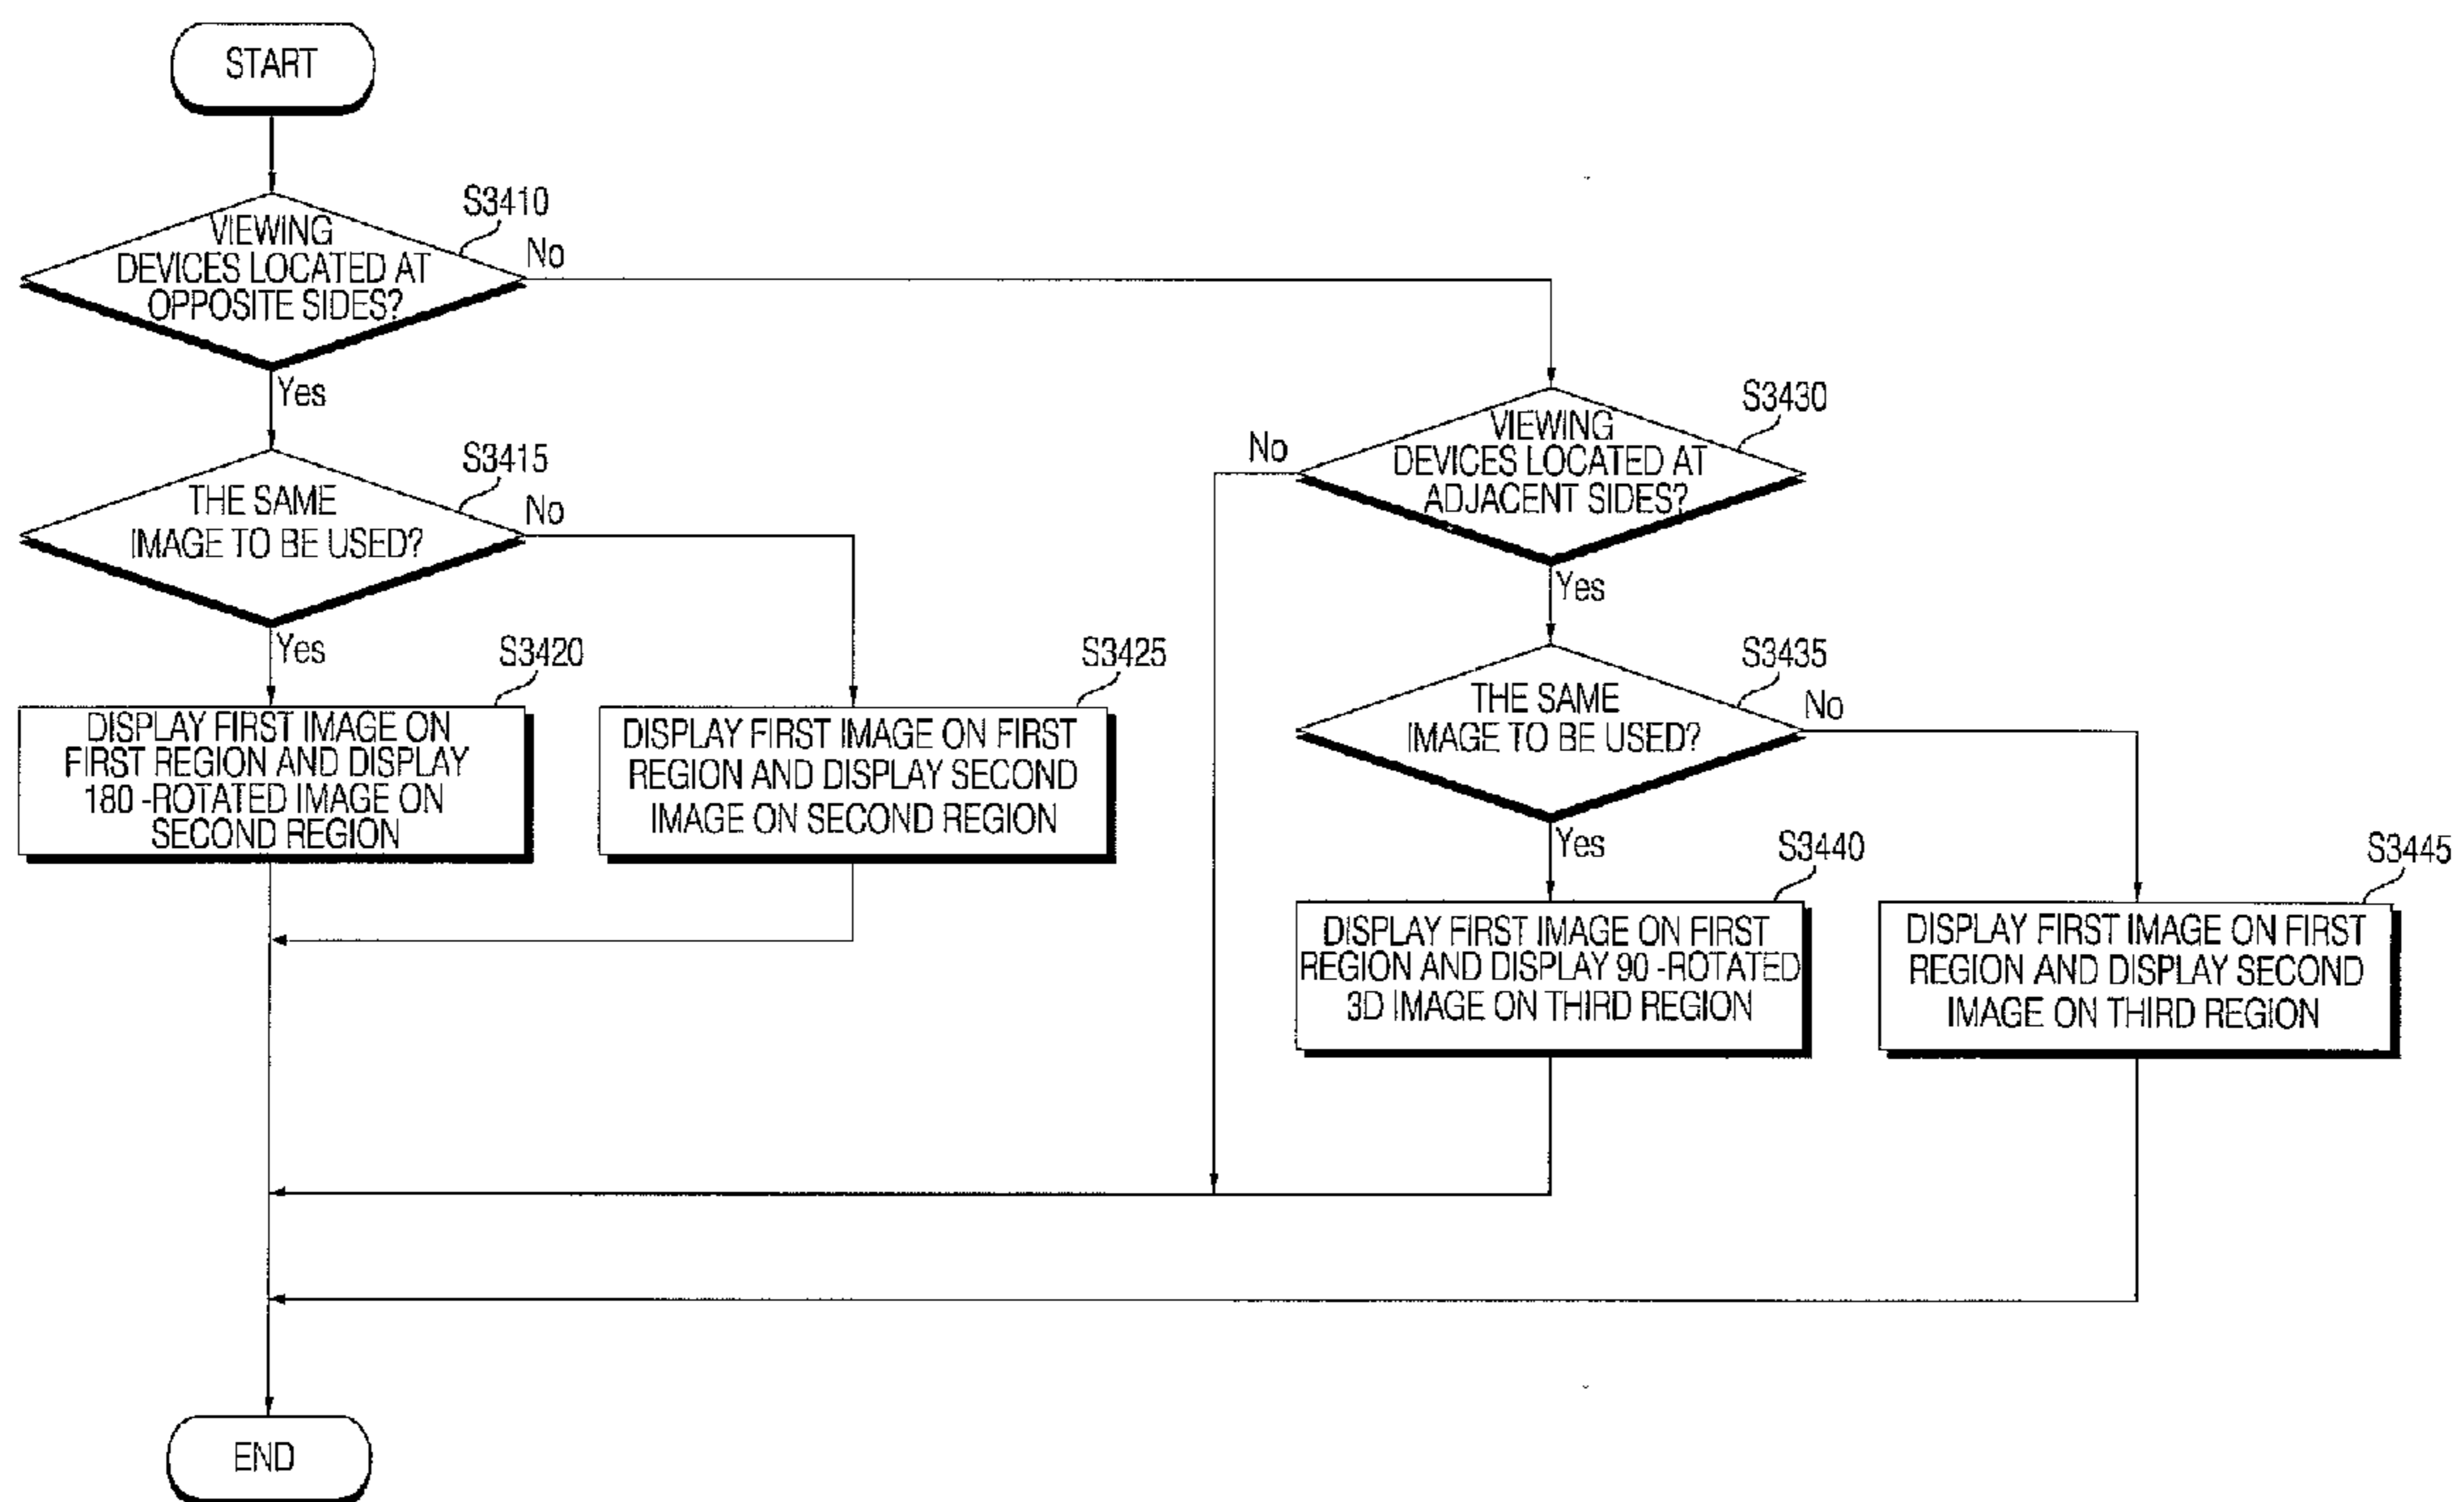 START
S3410
VIEWING
DEVICES LOCATED AT
OPPOSITE SIDES?
No
Yes
S3415
THE SAME
IMAGE TO BE USED?
No
Yes
S3420
DISPLAY FIRST IMAGE ON
FIRST REGION AND DISPLAY
180 -ROTATED IMAGE ON
SECOND REGION
S3425
DISPLAY FIRST IMAGE ON FIRST
REGION AND DISPLAY SECOND
IMAGE ON SECOND REGION
S3430
VIEWING
DEVICES LOCATED AT
ADJACENT SIDES?
No
Yes
S3435
THE SAME
IMAGE TO BE USED?
No
Yes
S3440
DISPLAY FIRST IMAGE ON FIRST
REGION AND DISPLAY 90 -ROTATED
3D IMAGE ON THIRD REGION
S3445
DISPLAY FIRST IMAGE ON FIRST
REGION AND DISPLAY SECOND
IMAGE ON THIRD REGION
END